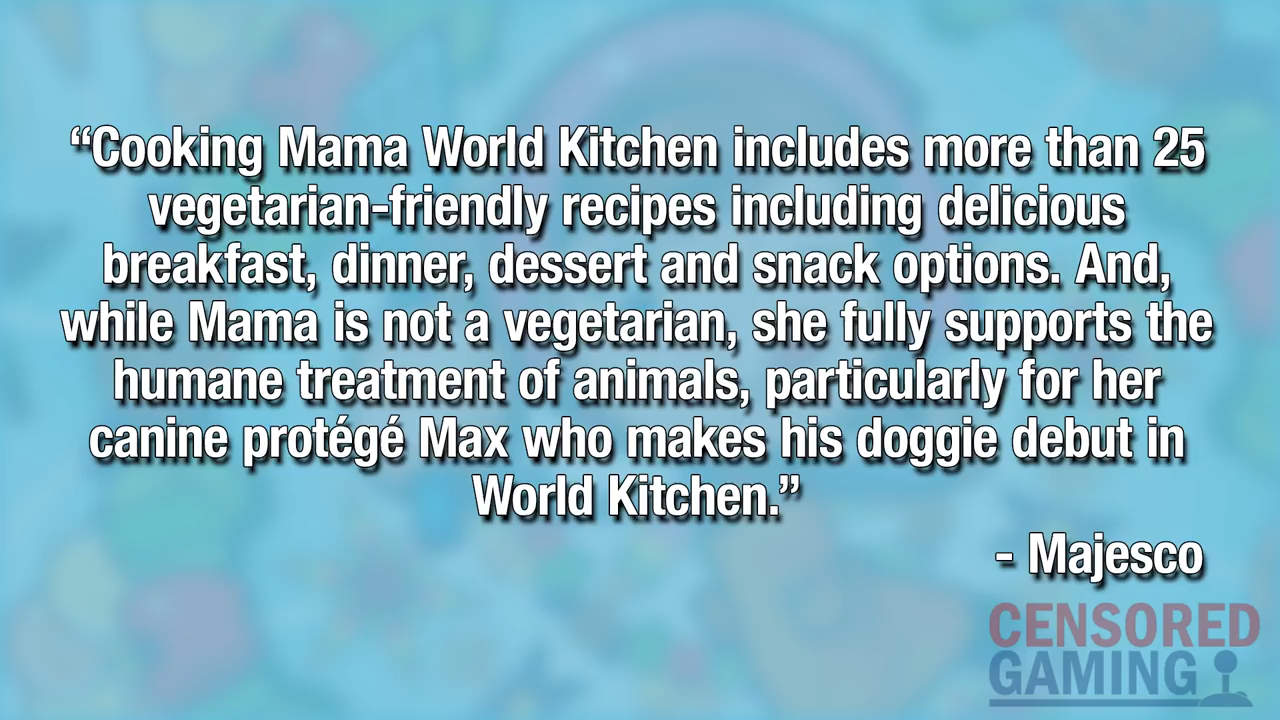 “Cooking Mama World Kitchen includes more than 25
vegetarian-friendly recipes including delicious
breakfast, dinner, dessert and snack options. And,
while Mama is not a vegetarian, she fully supports the
humane treatment of animals, particularly for her
canine protégé Max who makes his doggie debut in
World Kitchen.”
- Majesco
CENSORED
GAMING